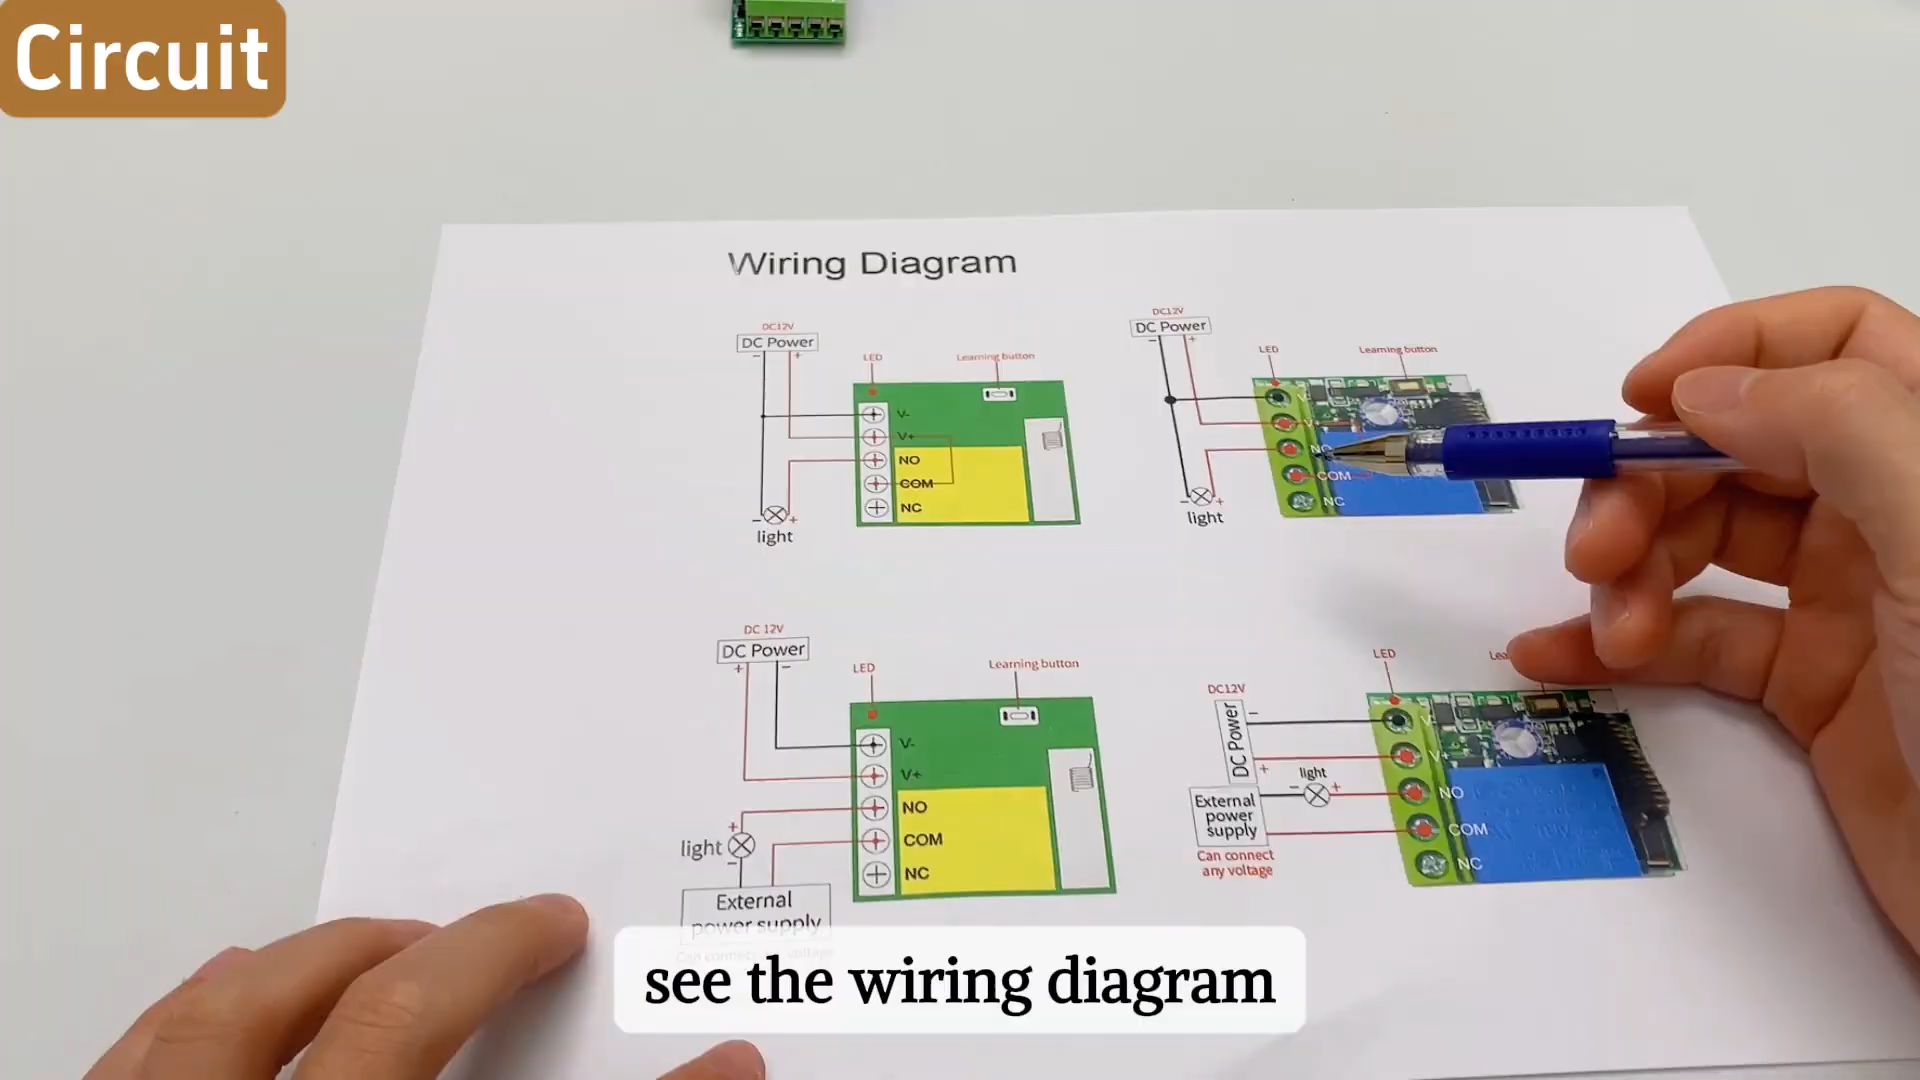 Circuit
Wiring Diagram
DC12V
DC Power
- +
LED
Learning button
V-
V+
NO
COM
NC
- +
light
DC12V
DC Power
- +
LED
Learning button
COM
NC
- +
light
DC 12V
DC Power
+ -
LED
Learning button
V-
V+
NO
COM
NC
+
light
-
External
power supply
DC12V
DC Power
-
+
LED
light
- +
External
power
supply
Can connect
any voltage
V+
NO
COM
NC
see the wiring diagram